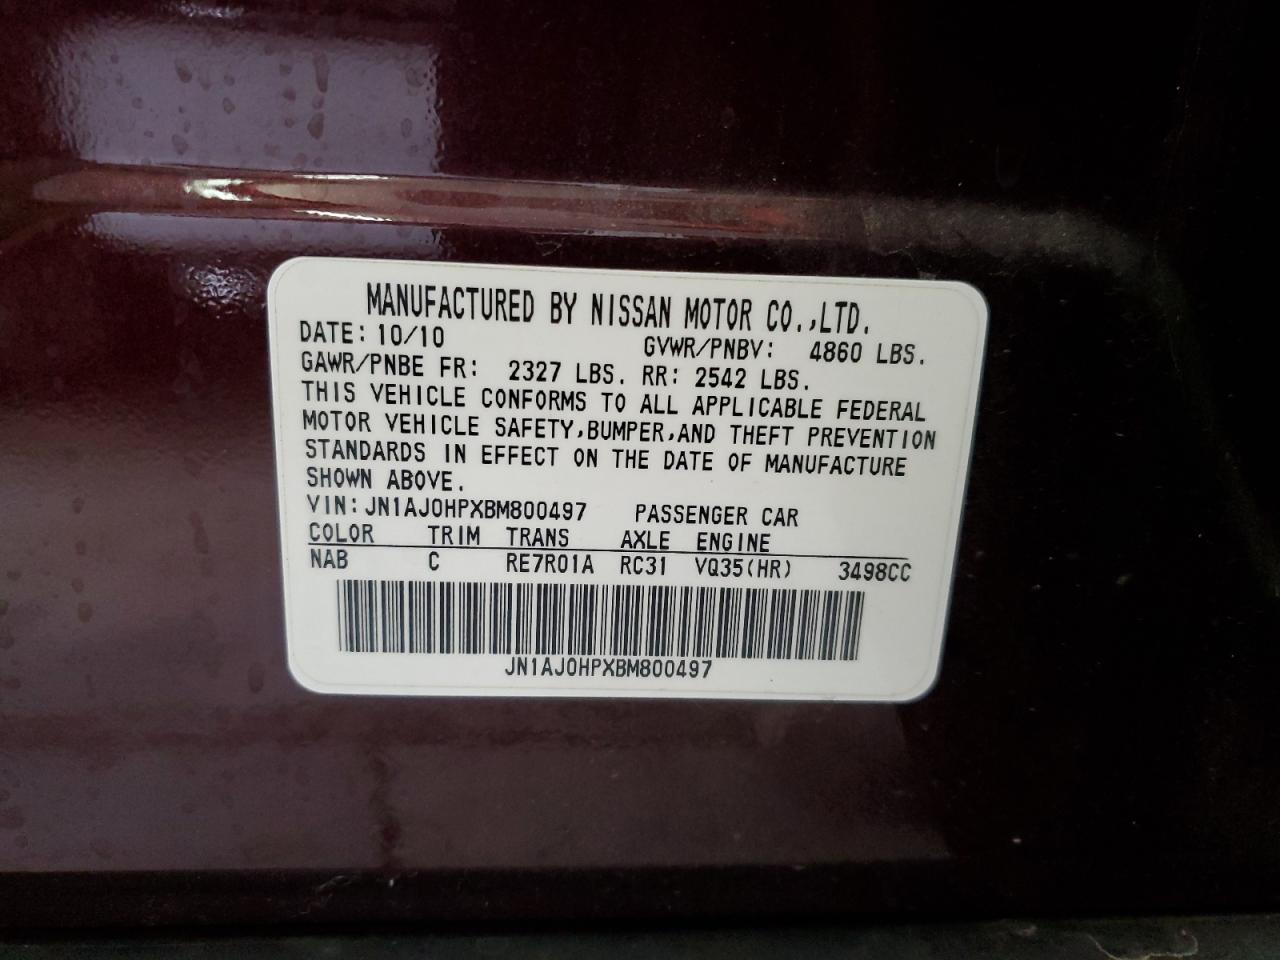 MANUFACTURED BY NISSAN MOTOR CO.,LTD.
DATE: 10/10 GVWR/PNBV: 4860 LBS.
GAWR/PNBE FR: 2327 LBS. RR: 2542 LBS.
THIS VEHICLE CONFORMS TO ALL APPLICABLE FEDERAL
MOTOR VEHICLE SAFETY,BUMPER,AND THEFT PREVENTION
STANDARDS IN EFFECT ON THE DATE OF MANUFACTURE
SHOWN ABOVE.
VIN: JN1AJ0HPXBM800497 PASSENGER CAR
COLOR TRIM TRANS AXLE ENGINE
NAB C RE7R01A RC31 VQ35(HR) 3498CC
JN1AJ0HPXBM800497